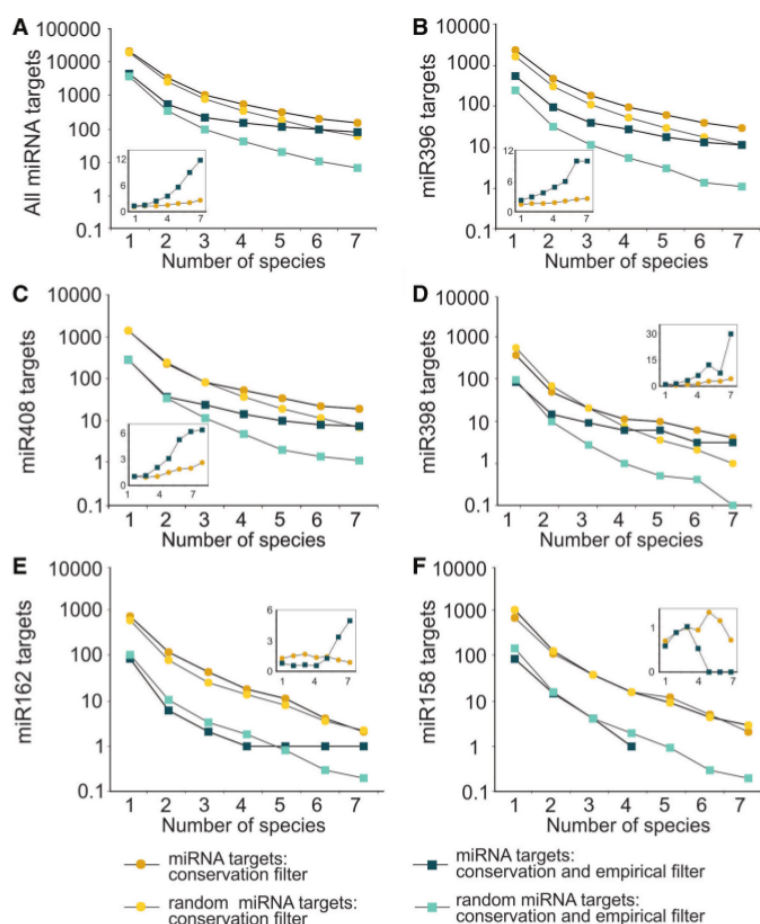 A
100000
10000
1000
100
10
1
0.1
All miRNA targets
12
6
0
1
4
7
1 2 3 4 5 6 7
Number of species
B
10000
1000
100
10
1
0.1
miR396 targets
12
6
0
1
4
7
1 2 3 4 5 6 7
Number of species
C
10000
1000
100
10
1
0.1
miR408 targets
6
3
0
1
4
7
1 2 3 4 5 6 7
Number of species
D
10000
1000
100
10
1
0.1
miR398 targets
30
15
0
1
4
7
1 2 3 4 5 6 7
Number of species
E
10000
1000
100
10
1
0.1
miR162 targets
6
3
0
1
4
7
1 2 3 4 5 6 7
Number of species
F
10000
1000
100
10
1
0.1
miR158 targets
1
0
1
4
7
1 2 3 4 5 6 7
Number of species
miRNA targets:
conservation filter
random miRNA targets:
conservation filter
miRNA targets:
conservation and empirical filter
random miRNA targets:
conservation and empirical filter